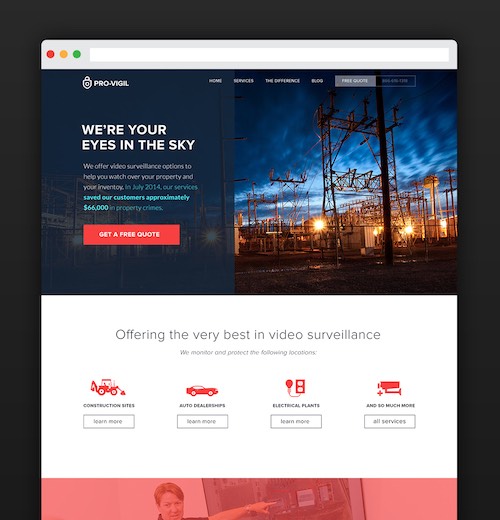 PRO-VIGIL
HOME SERVICES THE DIFFERENCE BLOG FREE QUOTE
WE'RE YOUR
EYES IN THE SKY
We offer video surveillance options to
help you watch over your property and
your inventoy. In July 2014, our services
saved our customers approximately
$66,000 in property crimes.
GET A FREE QUOTE
Offering the very best in video surveillance
We monitor and protect the following locations:
CONSTRUCTION SITES AUTO DEALERSHIPS ELECTRICAL PLANTS AND SO MUCH MORE
learn more learn more learn more all services